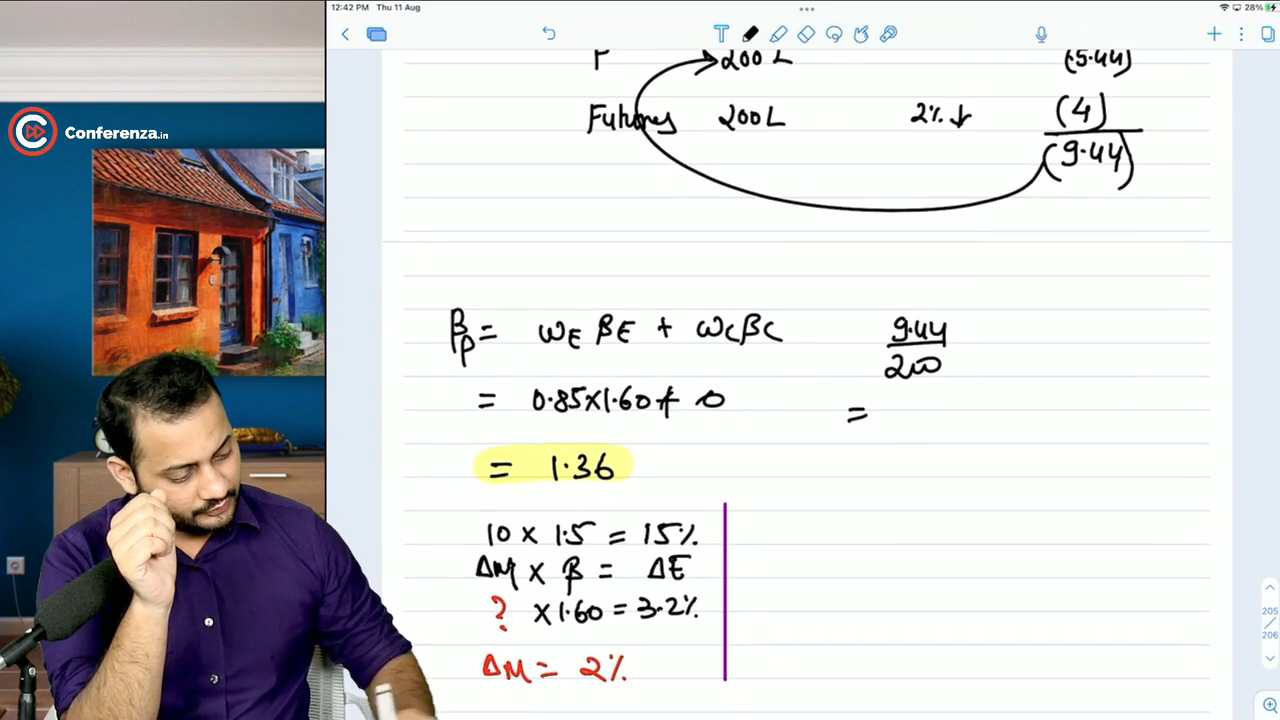 12:42 PM Thu 11 Aug
28%
200 L (5.44)
Futures 200L 2%↓ (4)
(9.44)
Conferenza.in
βp = ωE βE + ωCβC 9.44
200
= 0.85×1.60 + 0 =
= 1.36
10 × 1.5 = 15%
ΔM × β = ΔE
? ×1.60 = 3.2%
ΔM = 2%
205
206